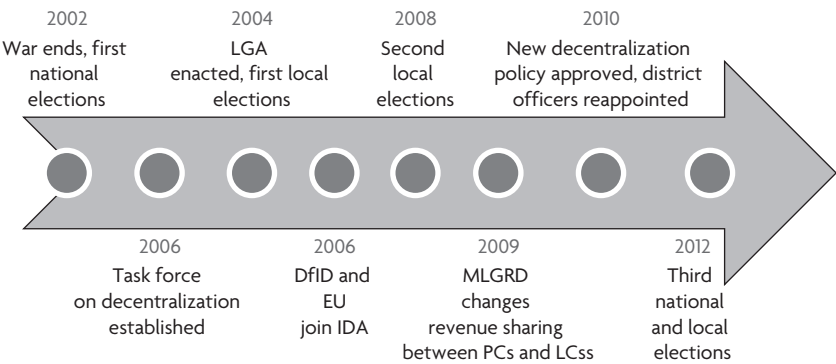 2002
War ends, first
national
elections
2004
LGA
enacted, first local
elections
2008
Second
local
elections
2010
New decentralization
policy approved, district
officers reappointed
2006
Task force
on decentralization
established
2006
DfID and
EU
join IDA
2009
MLGRD
changes
revenue sharing
between PCs and LCss
2012
Third
national
and local
elections